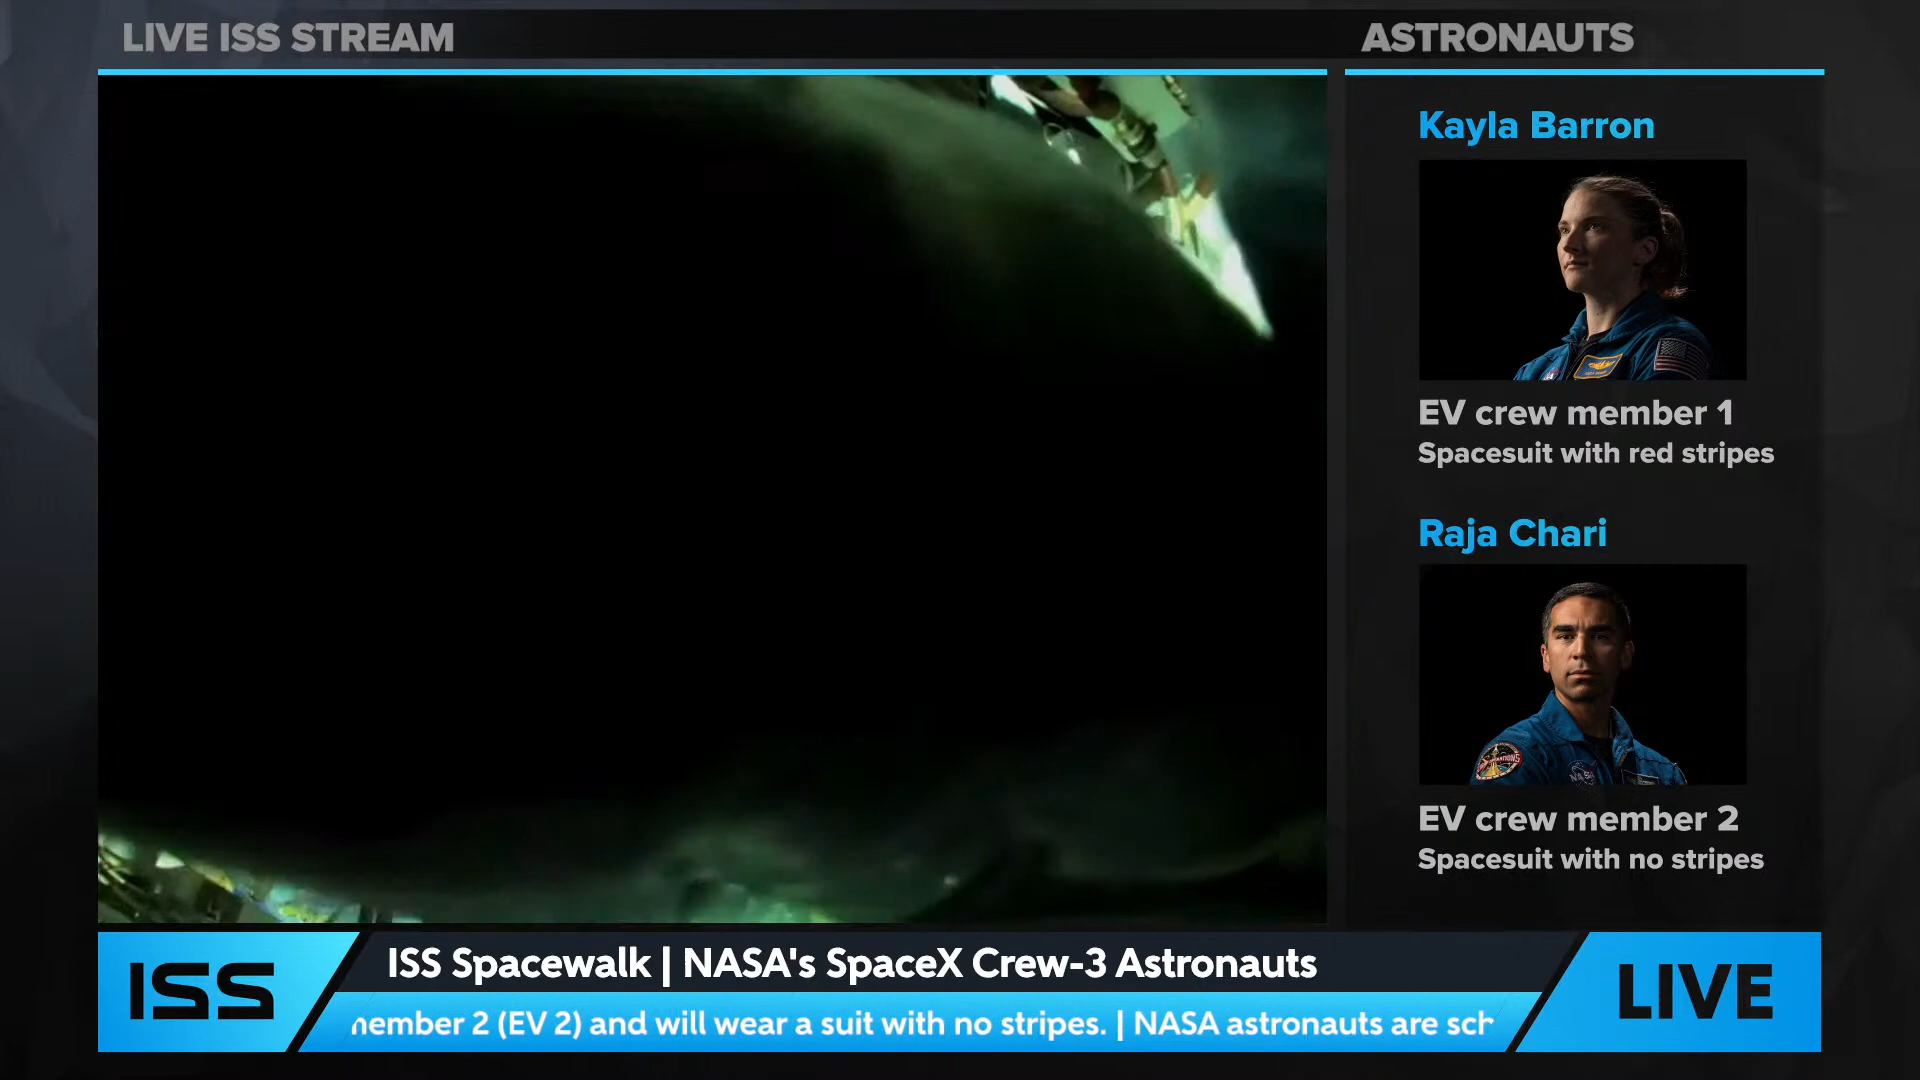 LIVE ISS STREAM
ASTRONAUTS
Kayla Barron
EV crew member 1
Spacesuit with red stripes
Raja Chari
NASA
EV crew member 2
Spacesuit with no stripes
ISS
ISS Spacewalk | NASA's SpaceX Crew-3 Astronauts
member 2 (EV 2) and will wear a suit with no stripes. | NASA astronauts are sch
LIVE